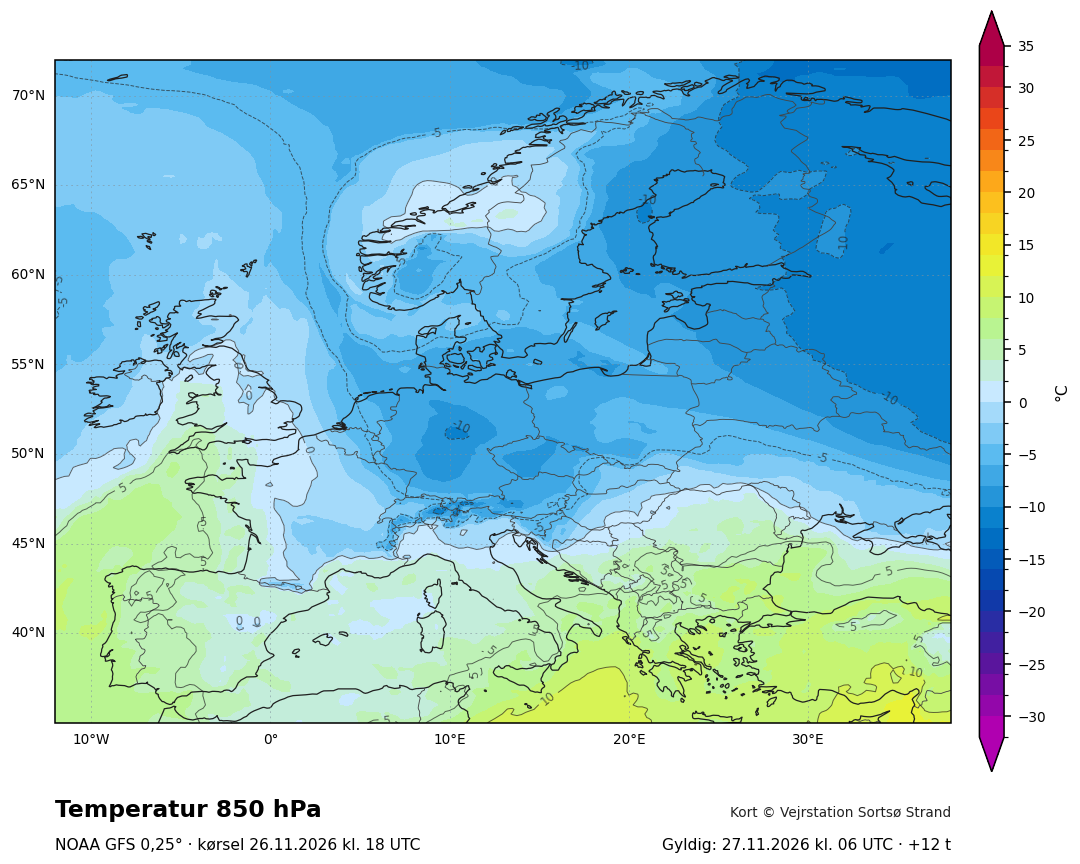 70°N
65°N
60°N
55°N
50°N
45°N
40°N
10°W
0°
10°E
20°E
30°E
35
30
25
20
15
10
5
0
−5
−10
−15
−20
−25
−30
°C
Temperatur 850 hPa
Kort © Vejrstation Sortsø Strand
NOAA GFS 0,25° · kørsel 26.11.2026 kl. 18 UTC
Gyldig: 27.11.2026 kl. 06 UTC · +12 t